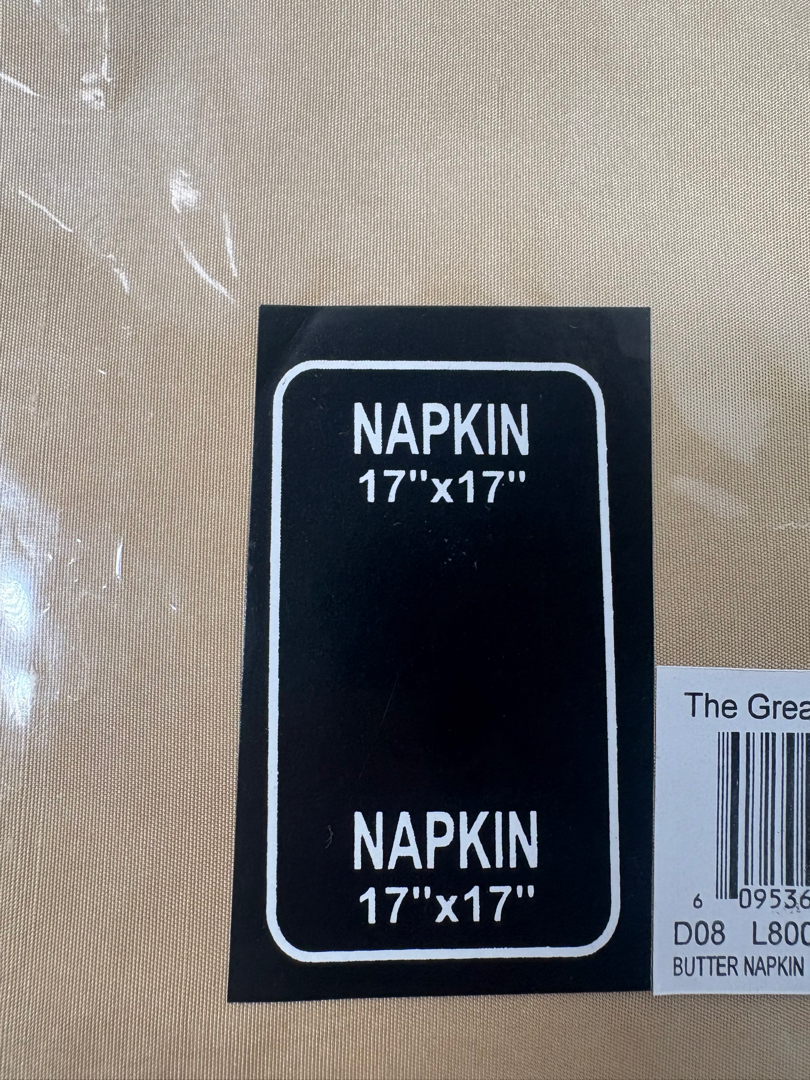 NAPKIN
17"x17"
NAPKIN
17"x17"
The Grea
6 09536
D08 L800
BUTTER NAPKIN